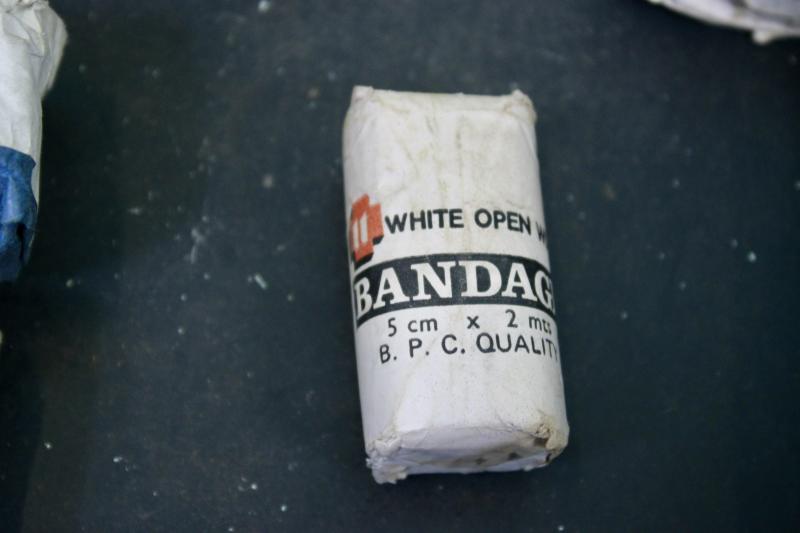 WHITE OPEN W
BANDAG
5 cm x 2 mts
B. P. C. QUALITY